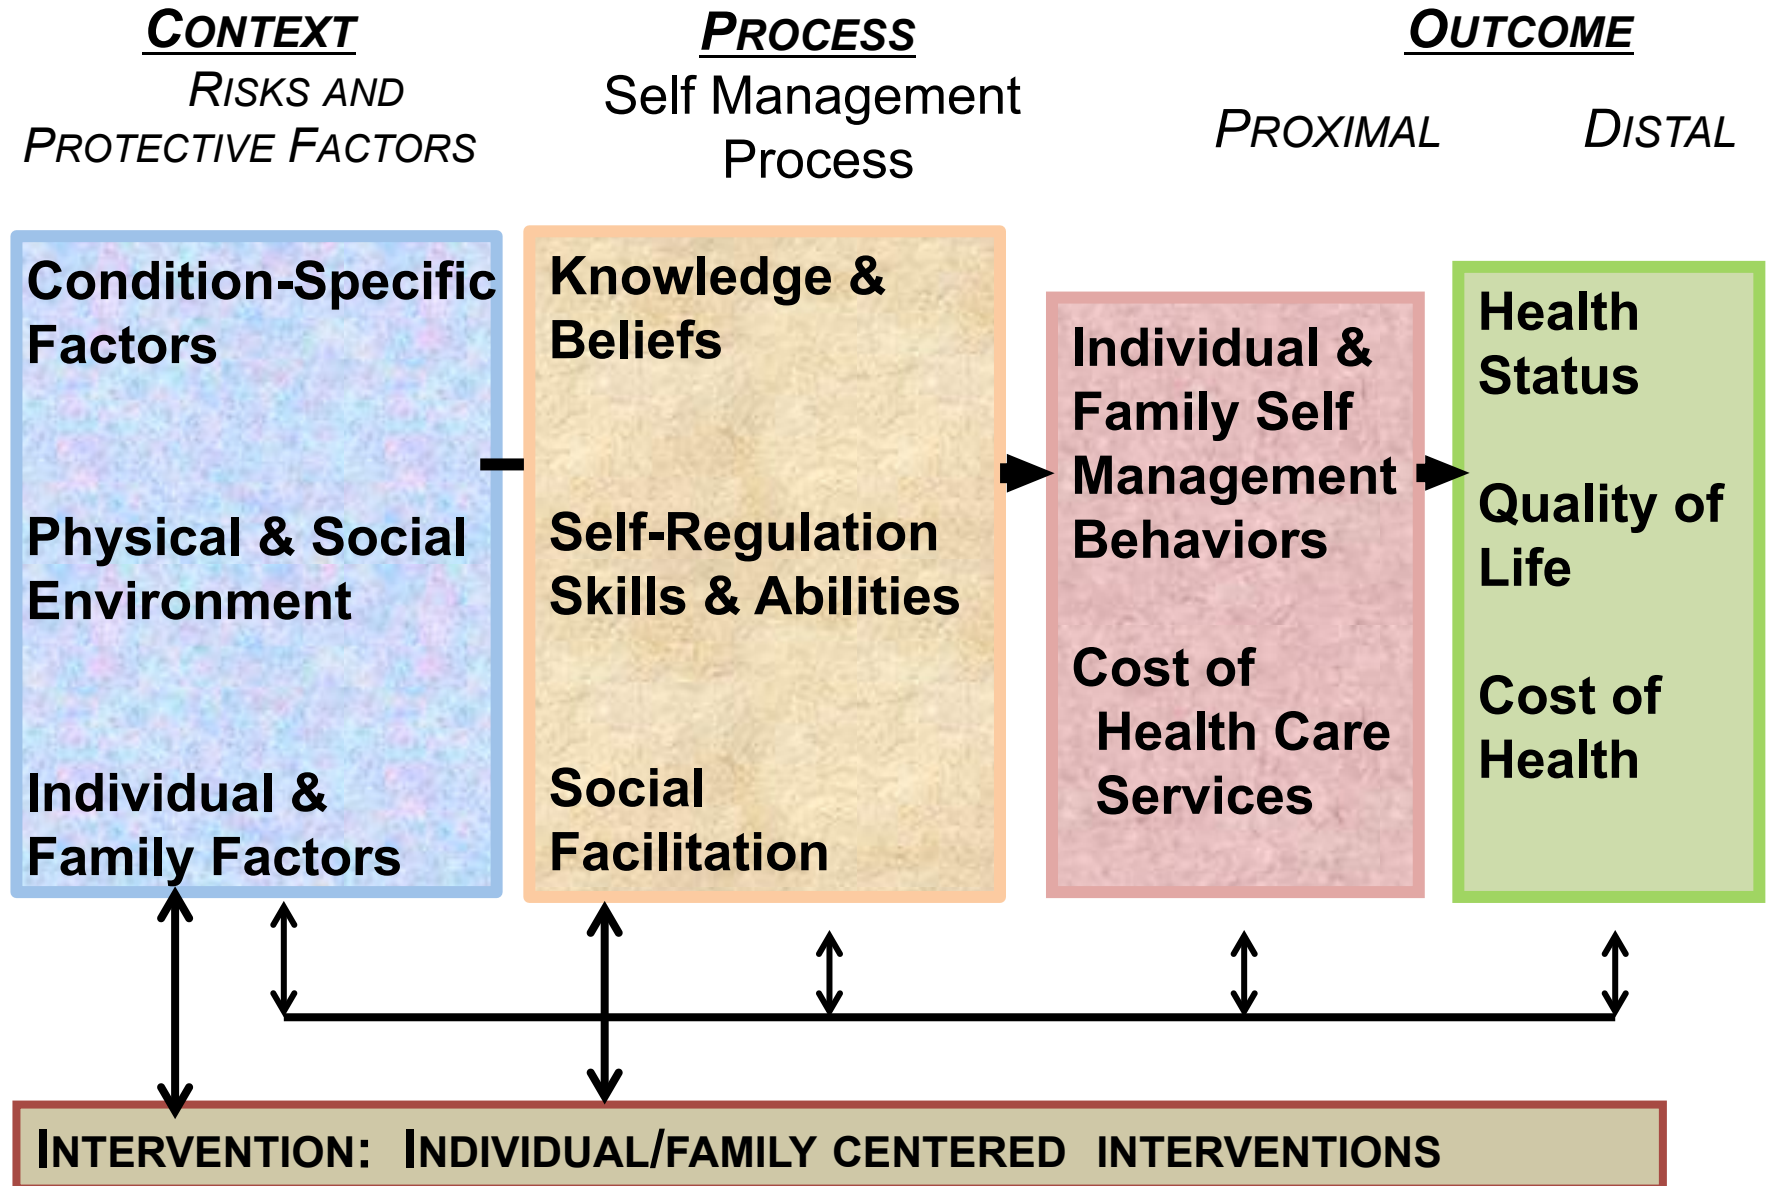 CONTEXT
RISKS AND
PROTECTIVE FACTORS
PROCESS
Self Management
Process
OUTCOME
PROXIMAL
DISTAL
Condition-Specific
Factors
Physical & Social
Environment
Individual &
Family Factors
Knowledge &
Beliefs
Self-Regulation
Skills & Abilities
Social
Facilitation
Individual &
Family Self
Management
Behaviors
Cost of
Health Care
Services
Health
Status
Quality of
Life
Cost of
Health
INTERVENTION: INDIVIDUAL/FAMILY CENTERED INTERVENTIONS